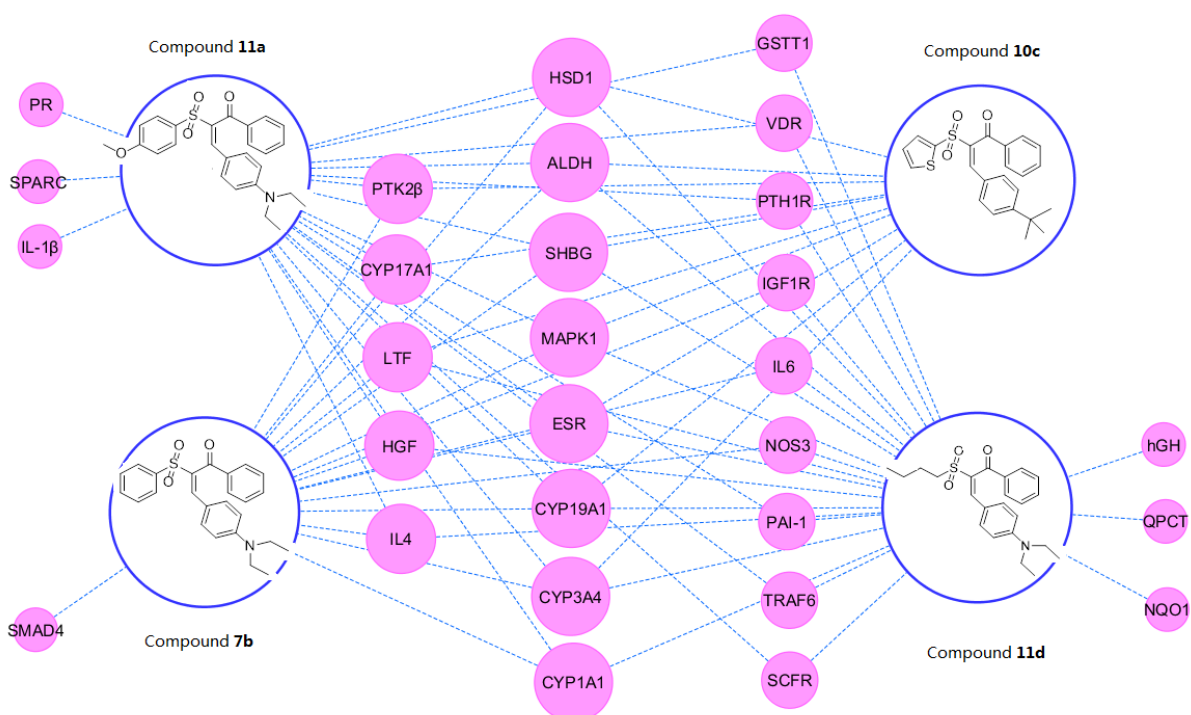 Compound 11a
Compound 10c
PR
SPARC
IL-1β
PTK2β
CYP17A1
LTF
HGF
IL4
HSD1
ALDH
SHBG
MAPK1
ESR
CYP19A1
CYP3A4
CYP1A1
GSTT1
VDR
PTH1R
IGF1R
IL6
NOS3
PAI-1
TRAF6
SCFR
hGH
QPCT
NQO1
SMAD4
Compound 7b
Compound 11d
O
O
S
O
O
N
S
O
O
S
O
O
S
O
O
N
O
O
S
O
N